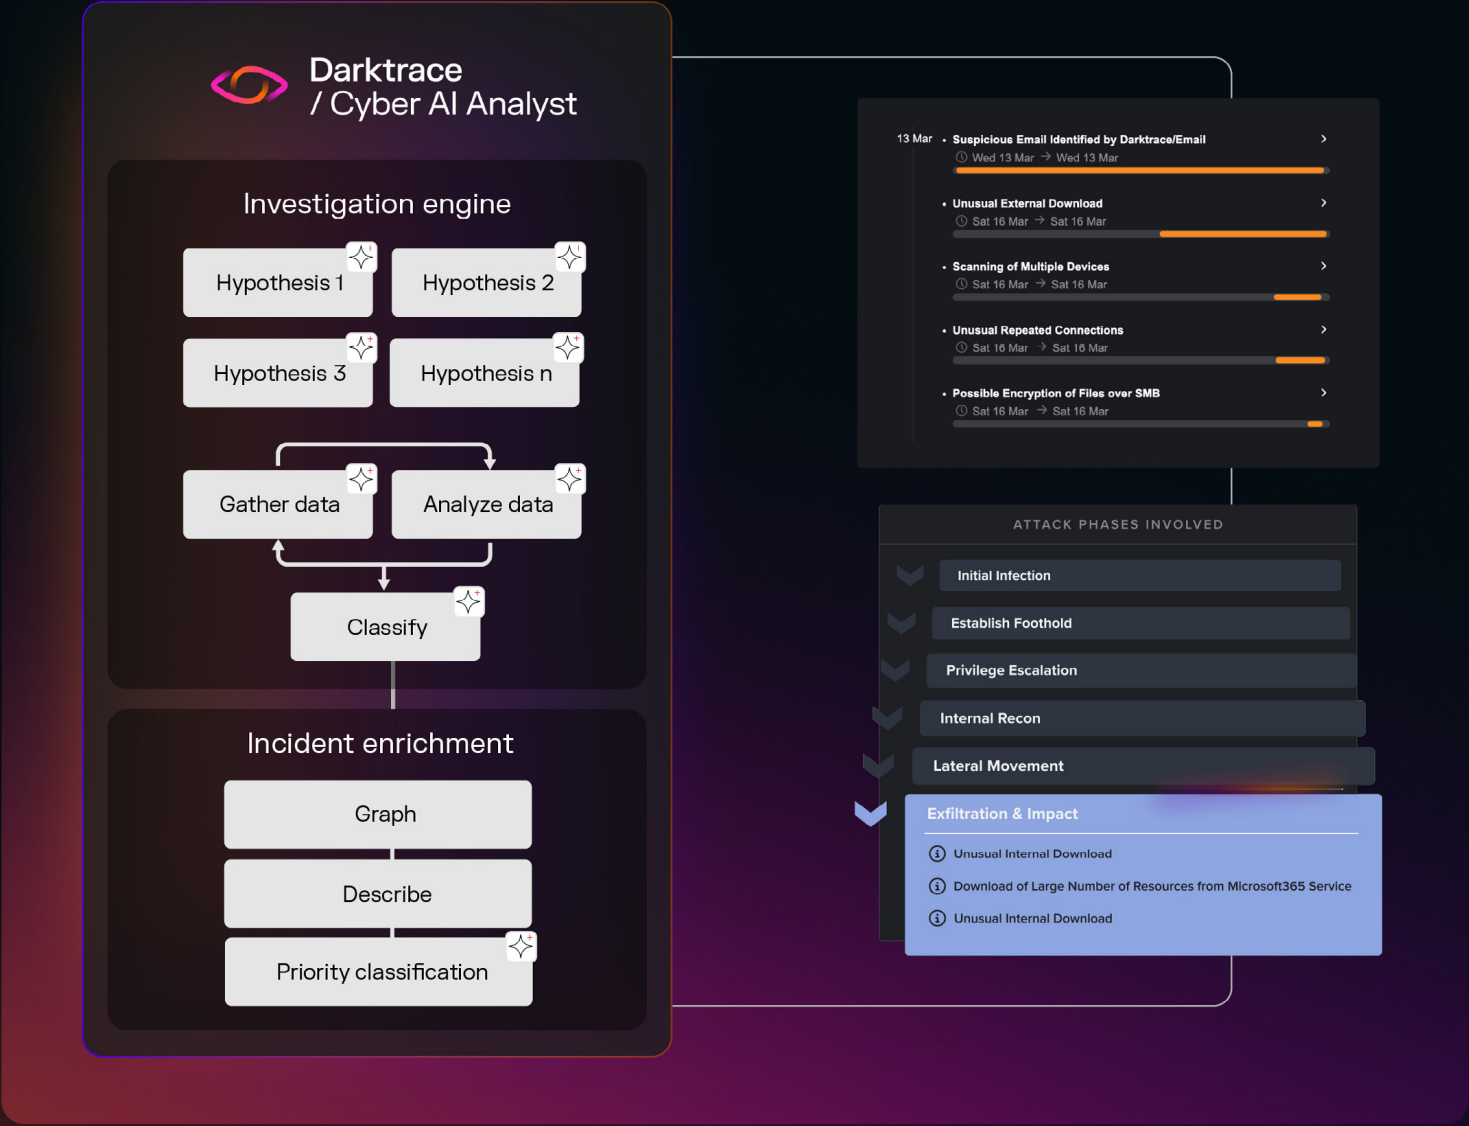 Darktrace
/ Cyber AI Analyst
Investigation engine
Hypothesis 1
Hypothesis 2
Hypothesis 3
Hypothesis n
Gather data
Analyze data
Classify
Incident enrichment
Graph
Describe
Priority classification
13 Mar
• Suspicious Email Identified by Darktrace/Email
Wed 13 Mar → Wed 13 Mar
• Unusual External Download
Sat 16 Mar → Sat 16 Mar
• Scanning of Multiple Devices
Sat 16 Mar → Sat 16 Mar
• Unusual Repeated Connections
Sat 16 Mar → Sat 16 Mar
• Possible Encryption of Files over SMB
Sat 16 Mar → Sat 16 Mar
ATTACK PHASES INVOLVED
Initial Infection
Establish Foothold
Privilege Escalation
Internal Recon
Lateral Movement
Exfiltration & Impact
Unusual Internal Download
Download of Large Number of Resources from Microsoft365 Service
Unusual Internal Download